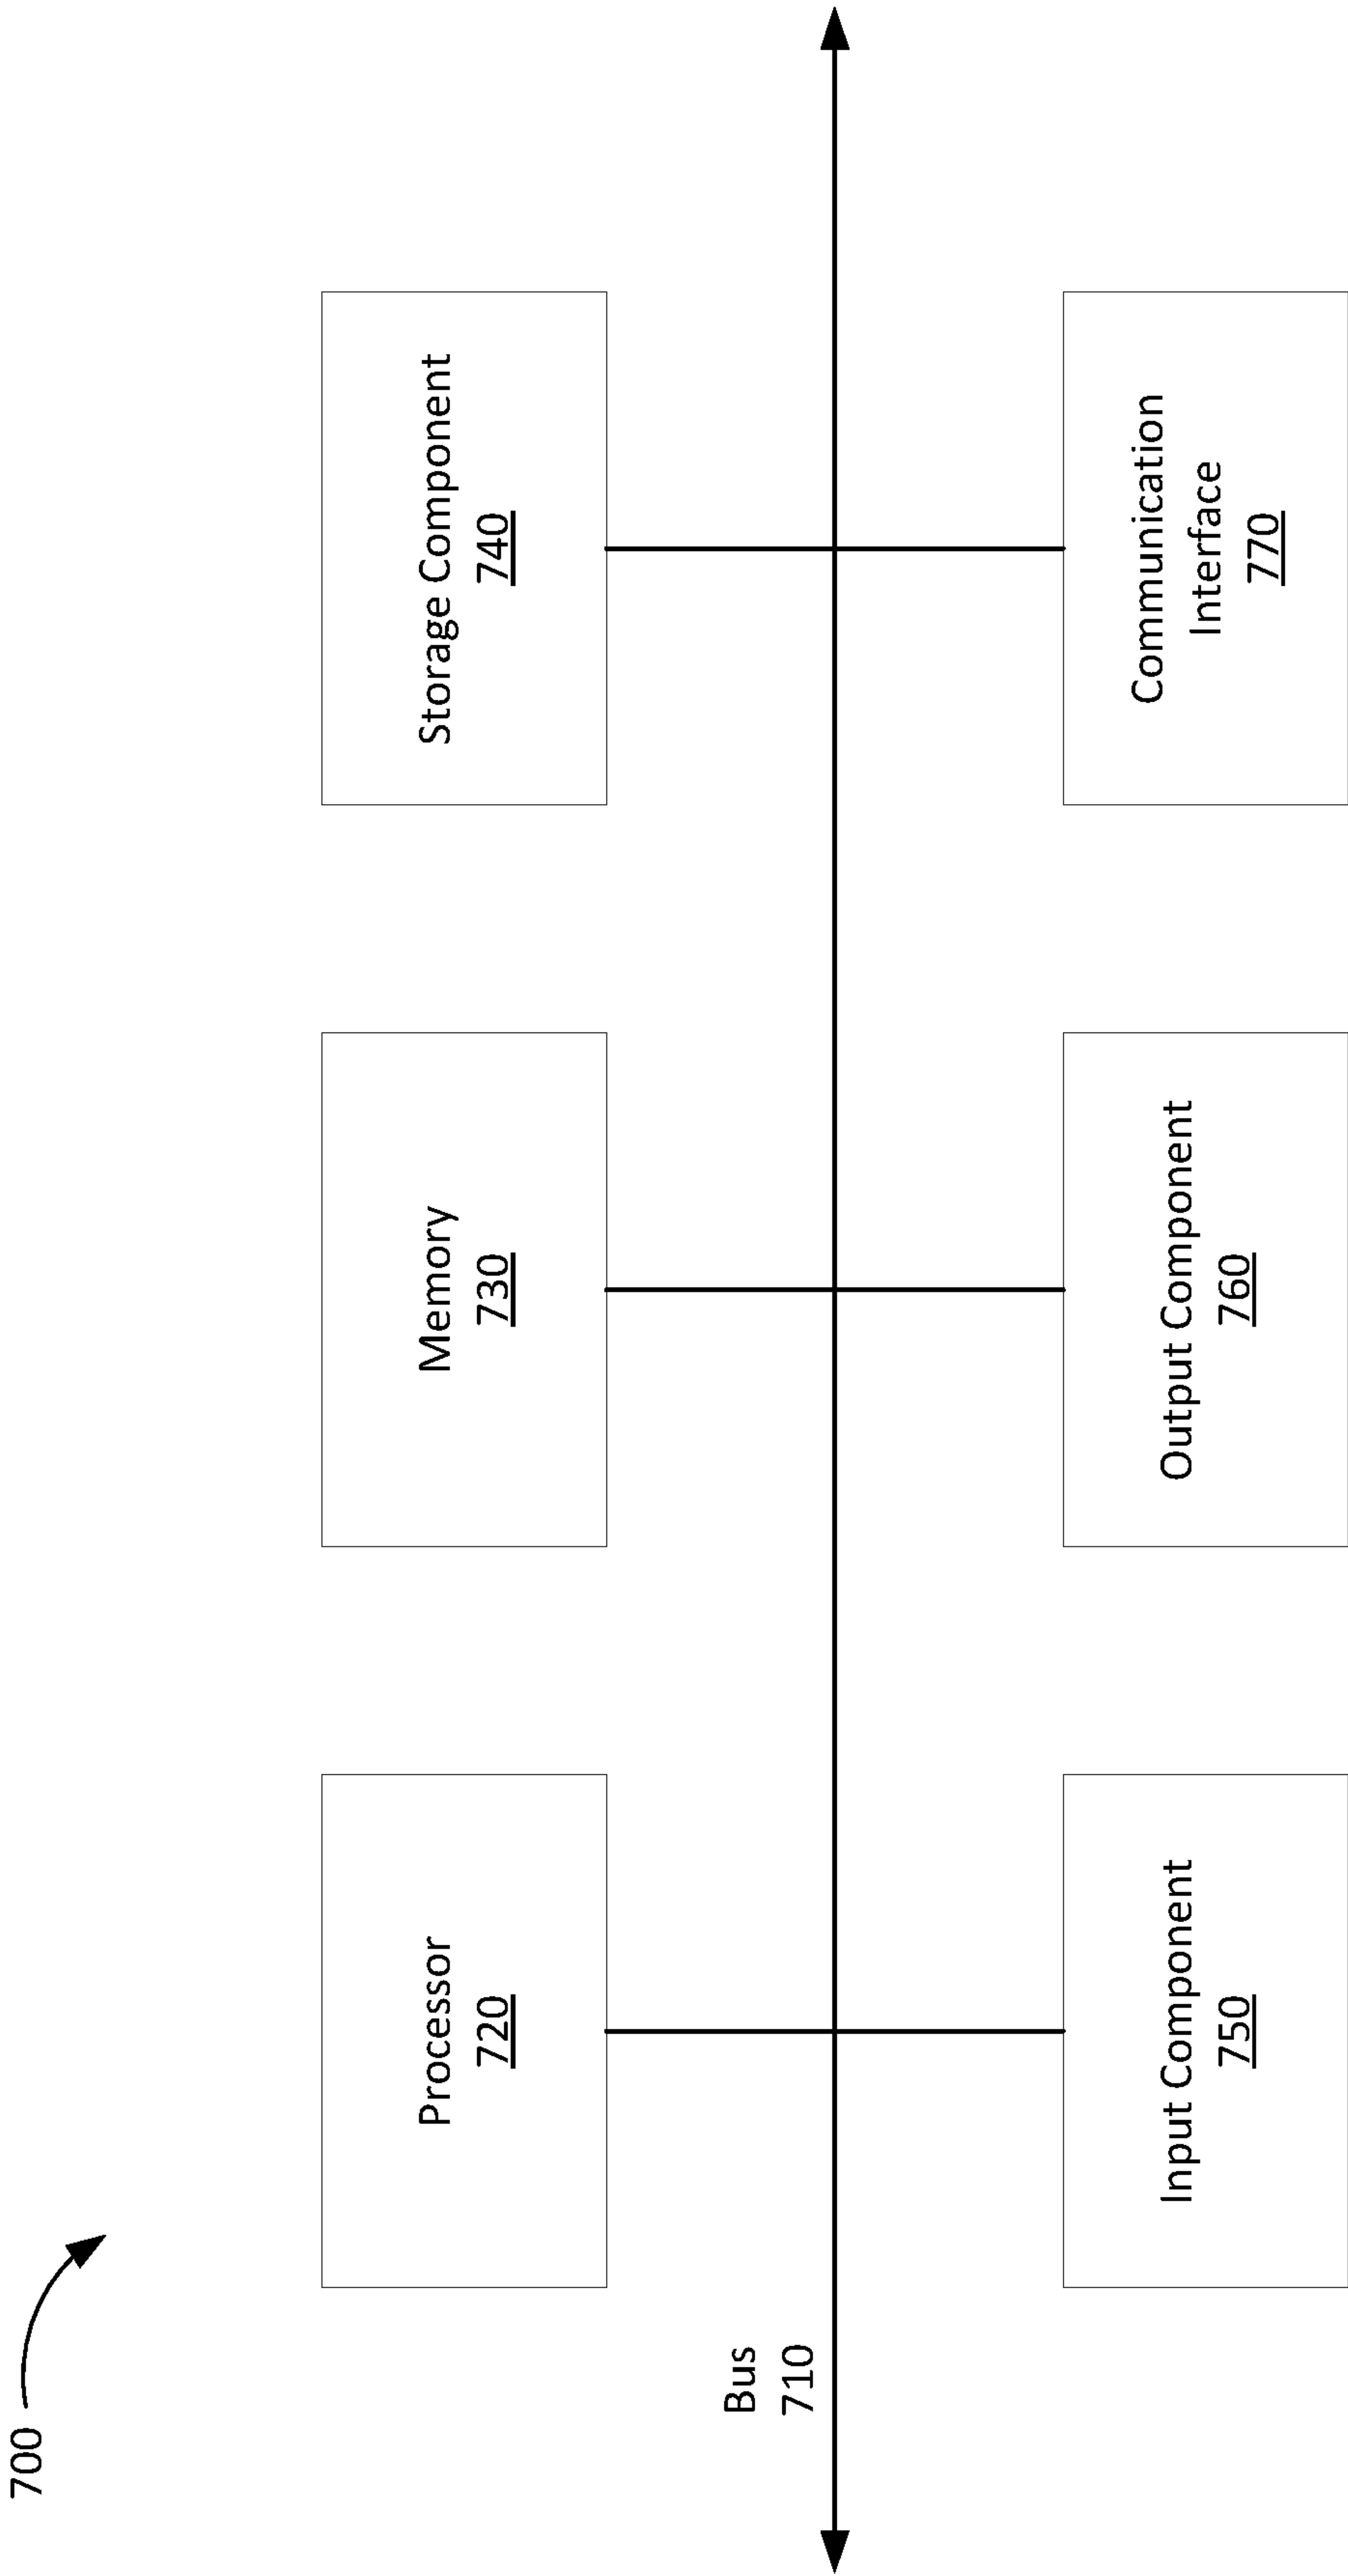 700
Processor
720
Memory
730
Storage Component
740
Bus
710
Input Component
750
Output Component
760
Communication
Interface
770